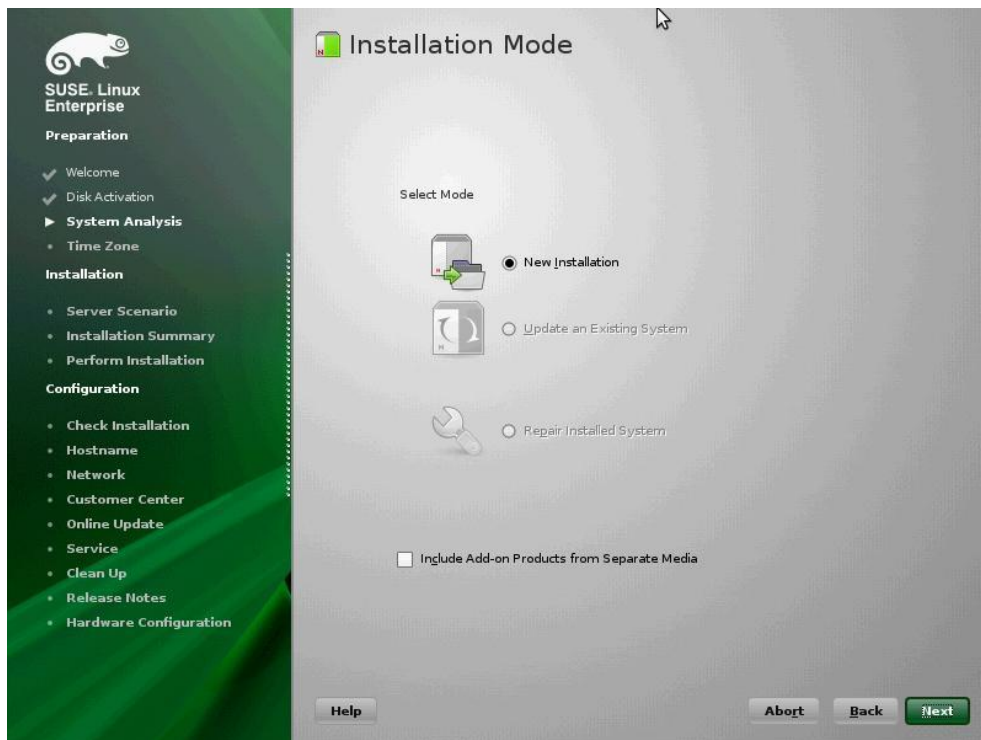 SUSE. Linux
Enterprise
Preparation
Welcome
Disk Activation
System Analysis
Time Zone
Installation
Server Scenario
Installation Summary
Perform Installation
Configuration
Check Installation
Hostname
Network
Customer Center
Online Update
Service
Clean Up
Release Notes
Hardware Configuration
Installation Mode
Select Mode
New Installation
Update an Existing System
Repair Installed System
Include Add-on Products from Separate Media
Help
Abort
Back
Next